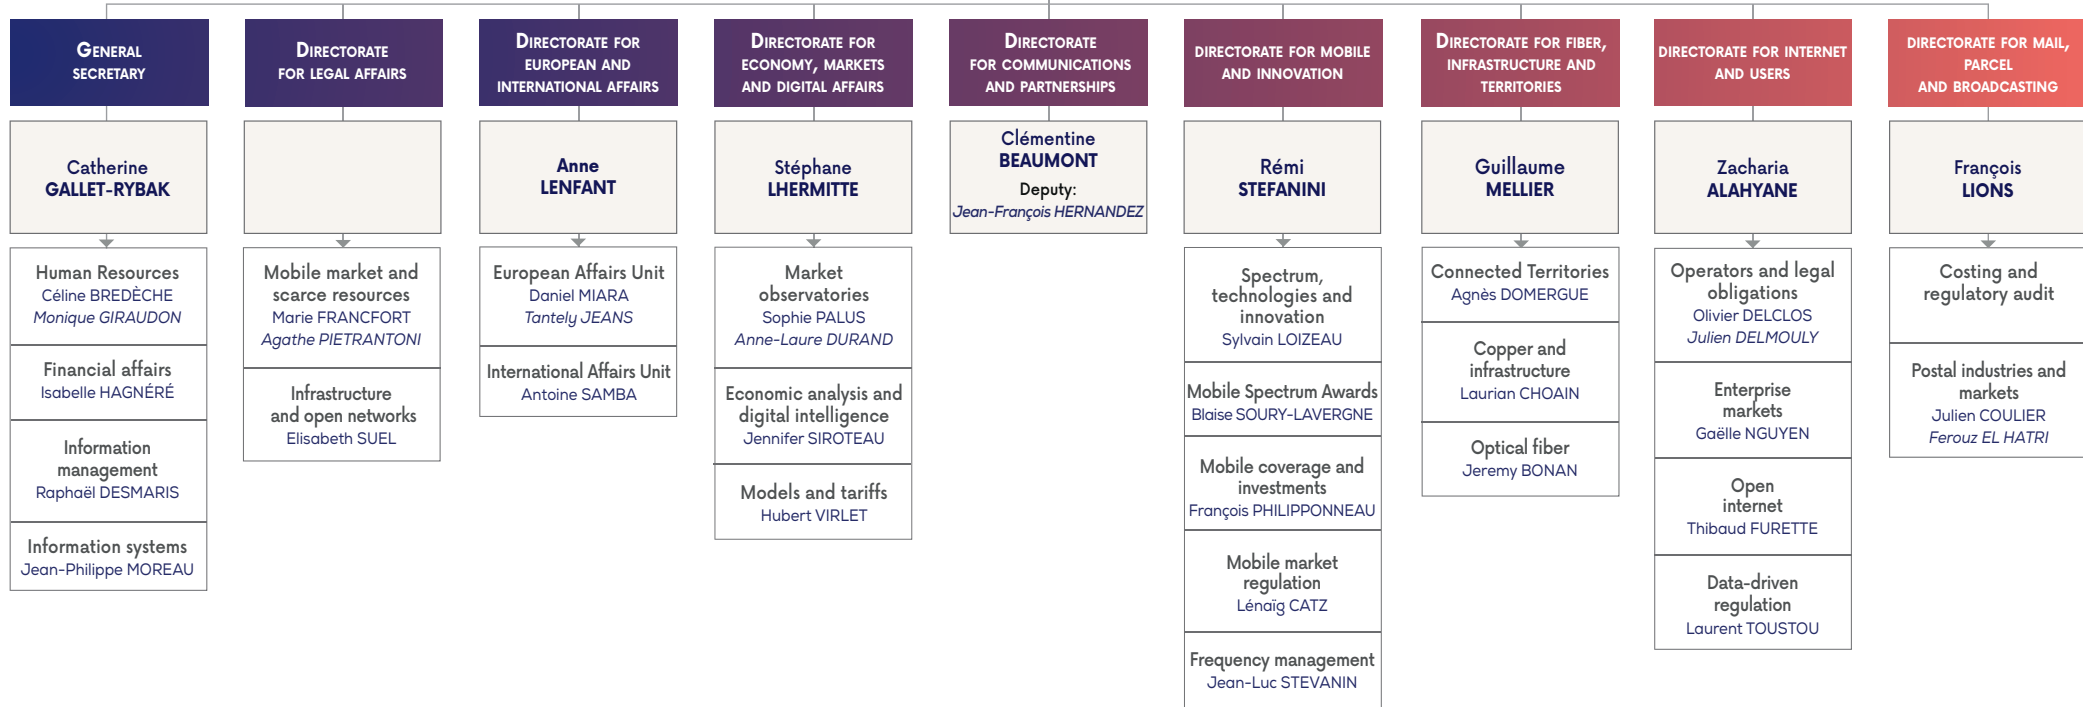 GENERAL
SECRETARY
Catherine
GALLET-RYBAK
Human Resources
Céline BREDÈCHE
Monique GIRAUDON
Financial affairs
Isabelle HAGNÉRÉ
Information
management
Raphaël DESMARIS
Information systems
Jean-Philippe MOREAU
DIRECTORATE
FOR LEGAL AFFAIRS
Mobile market and
scarce resources
Marie FRANCFORT
Agathe PIETRANTONI
Infrastructure
and open networks
Elisabeth SUEL
DIRECTORATE FOR
EUROPEAN AND
INTERNATIONAL AFFAIRS
Anne
LENFANT
European Affairs Unit
Daniel MIARA
Tantely JEANS
International Affairs Unit
Antoine SAMBA
DIRECTORATE FOR
ECONOMY, MARKETS
AND DIGITAL AFFAIRS
Stéphane
LHERMITTE
Market
observatories
Sophie PALUS
Anne-Laure DURAND
Economic analysis and
digital intelligence
Jennifer SIROTEAU
Models and tariffs
Hubert VIRLET
DIRECTORATE
FOR COMMUNICATIONS
AND PARTNERSHIPS
Clémentine
BEAUMONT
Deputy:
Jean-François HERNANDEZ
DIRECTORATE FOR MOBILE
AND INNOVATION
Rémi
STEFANINI
Spectrum,
technologies and
innovation
Sylvain LOIZEAU
Mobile Spectrum Awards
Blaise SOURY-LAVERGNE
Mobile coverage and
investments
François PHILIPPONNEAU
Mobile market
regulation
Lénaïg CATZ
Frequency management
Jean-Luc STEVANIN
DIRECTORATE FOR FIBER,
INFRASTRUCTURE AND
TERRITORIES
Guillaume
MELLIER
Connected Territories
Agnès DOMERGUE
Copper and
infrastructure
Laurian CHOAIN
Optical fiber
Jeremy BONAN
DIRECTORATE FOR INTERNET
AND USERS
Zacharia
ALAHYANE
Operators and legal
obligations
Olivier DELCLOS
Julien DELMOULY
Enterprise
markets
Gaëlle NGUYEN
Open
internet
Thibaud FURETTE
Data-driven
regulation
Laurent TOUSTOU
DIRECTORATE FOR MAIL,
PARCEL
AND BROADCASTING
François
LIONS
Costing and
regulatory audit
Postal industries and
markets
Julien COULIER
Ferouz EL HATRI